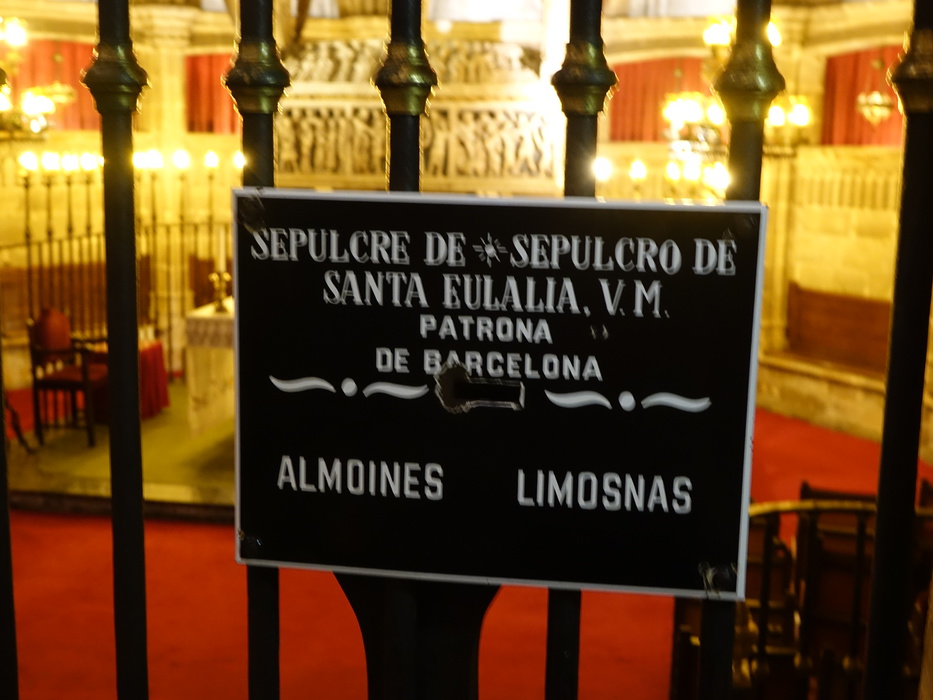 SEPULCRE DE SEPULCRO DE
SANTA EULALIA, V. M.
PATRONA
DE BARCELONA
ALMOINES LIMOSNAS